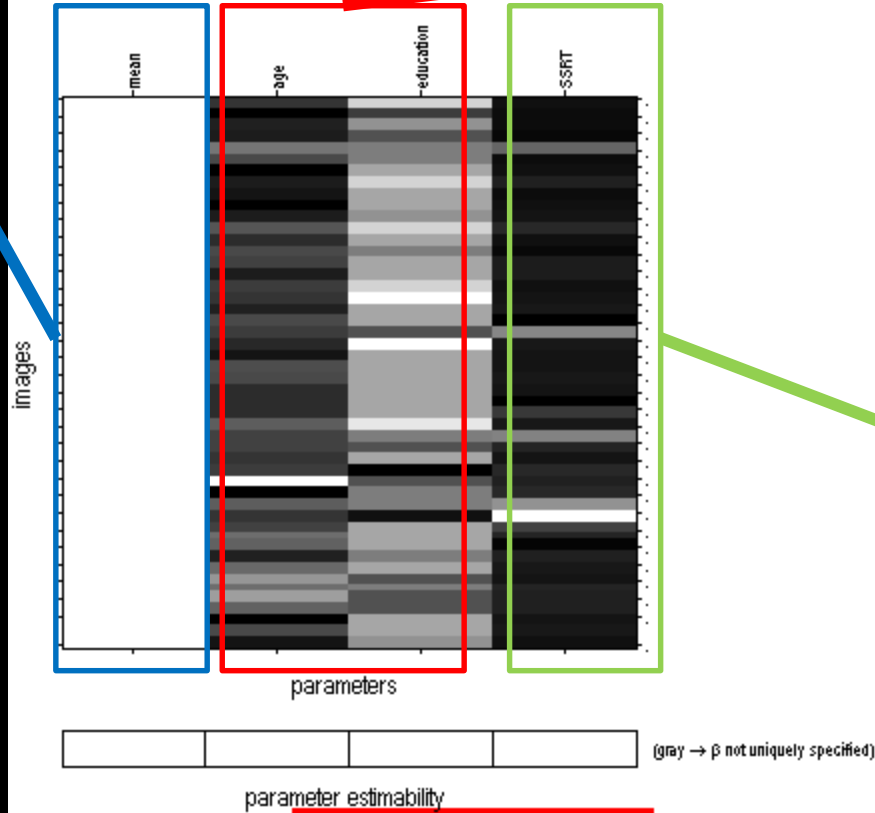 mean
age
education
SSRT
images
parameters
(gray → β not uniquely specified)
parameter estimability